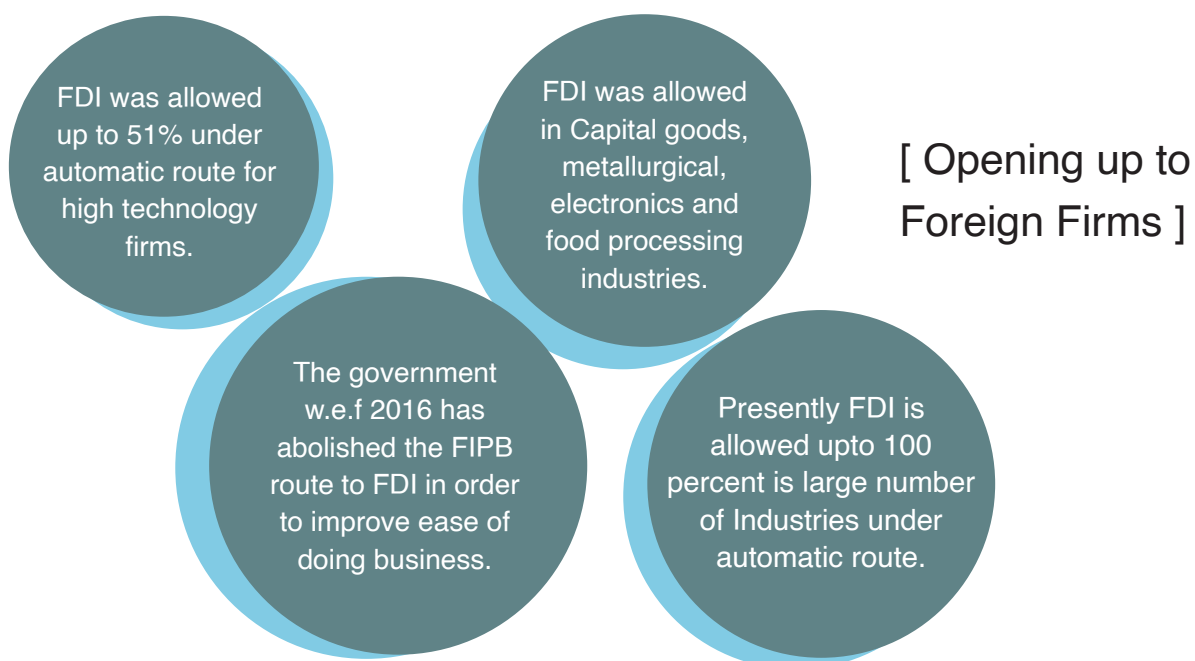 FDI was allowed
up to 51% under
automatic route for
high technology
firms.
FDI was allowed
in Capital goods,
metallurgical,
electronics and
food processing
industries.
[ Opening up to
Foreign Firms ]
The government
w.e.f 2016 has
abolished the FIPB
route to FDI in order
to improve ease of
doing business.
Presently FDI is
allowed upto 100
percent is large number
of Industries under
automatic route.